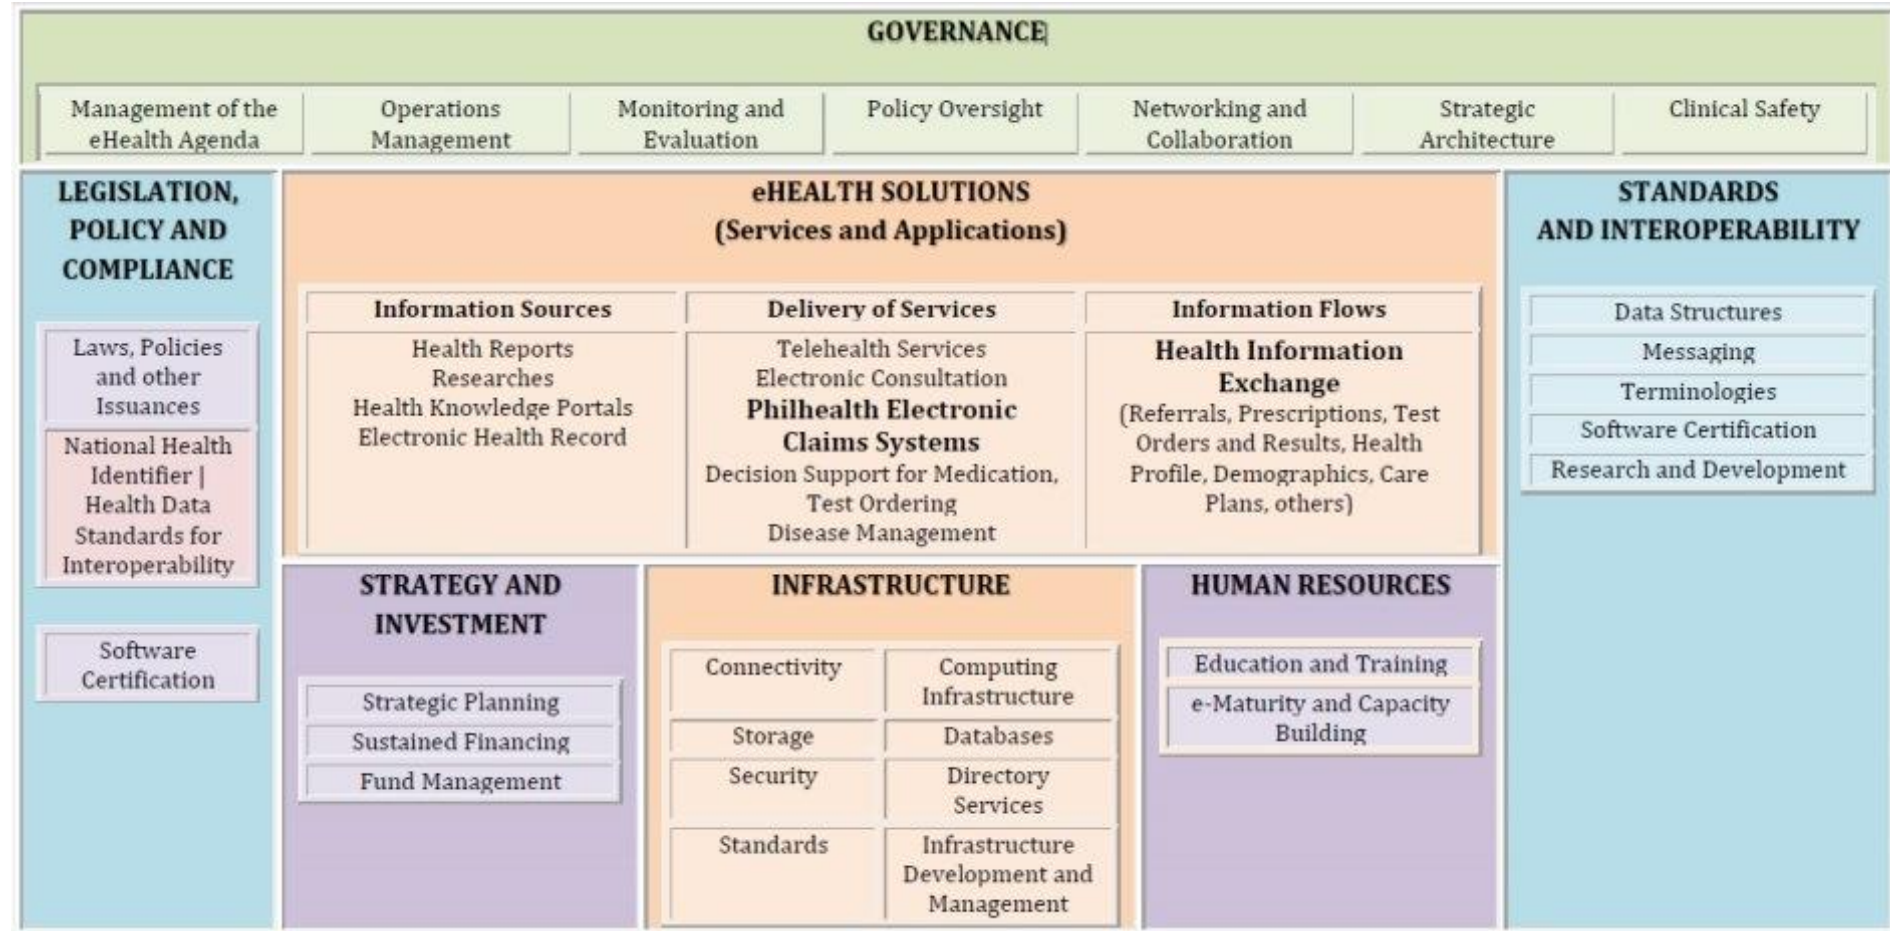 GOVERNANCE
Management of the
eHealth Agenda
Operations
Management
Monitoring and
Evaluation
Policy Oversight
Networking and
Collaboration
Strategic
Architecture
Clinical Safety
LEGISLATION,
POLICY AND
COMPLIANCE
Laws, Policies
and other
Issuances
National Health
Identifier |
Health Data
Standards for
Interoperability
Software
Certification
eHEALTH SOLUTIONS
(Services and Applications)
Information Sources
Health Reports
Researches
Health Knowledge Portals
Electronic Health Record
Delivery of Services
Telehealth Services
Electronic Consultation
Philhealth Electronic
Claims Systems
Decision Support for Medication,
Test Ordering
Disease Management
Information Flows
Health Information
Exchange
(Referrals, Prescriptions, Test
Orders and Results, Health
Profile, Demographics, Care
Plans, others)
STANDARDS
AND INTEROPERABILITY
Data Structures
Messaging
Terminologies
Software Certification
Research and Development
STRATEGY AND
INVESTMENT
Strategic Planning
Sustained Financing
Fund Management
INFRASTRUCTURE
Connectivity
Computing
Infrastructure
Storage
Databases
Security
Directory
Services
Standards
Infrastructure
Development and
Management
HUMAN RESOURCES
Education and Training
e-Maturity and Capacity
Building